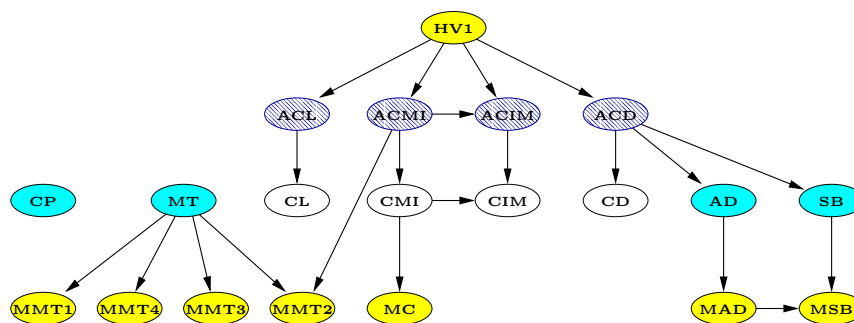 HV1
ACL ACMI ACIM ACD
CP MT CL CMI CIM CD AD SB
MMT1 MMT4 MMT3 MMT2 MC MAD MSB